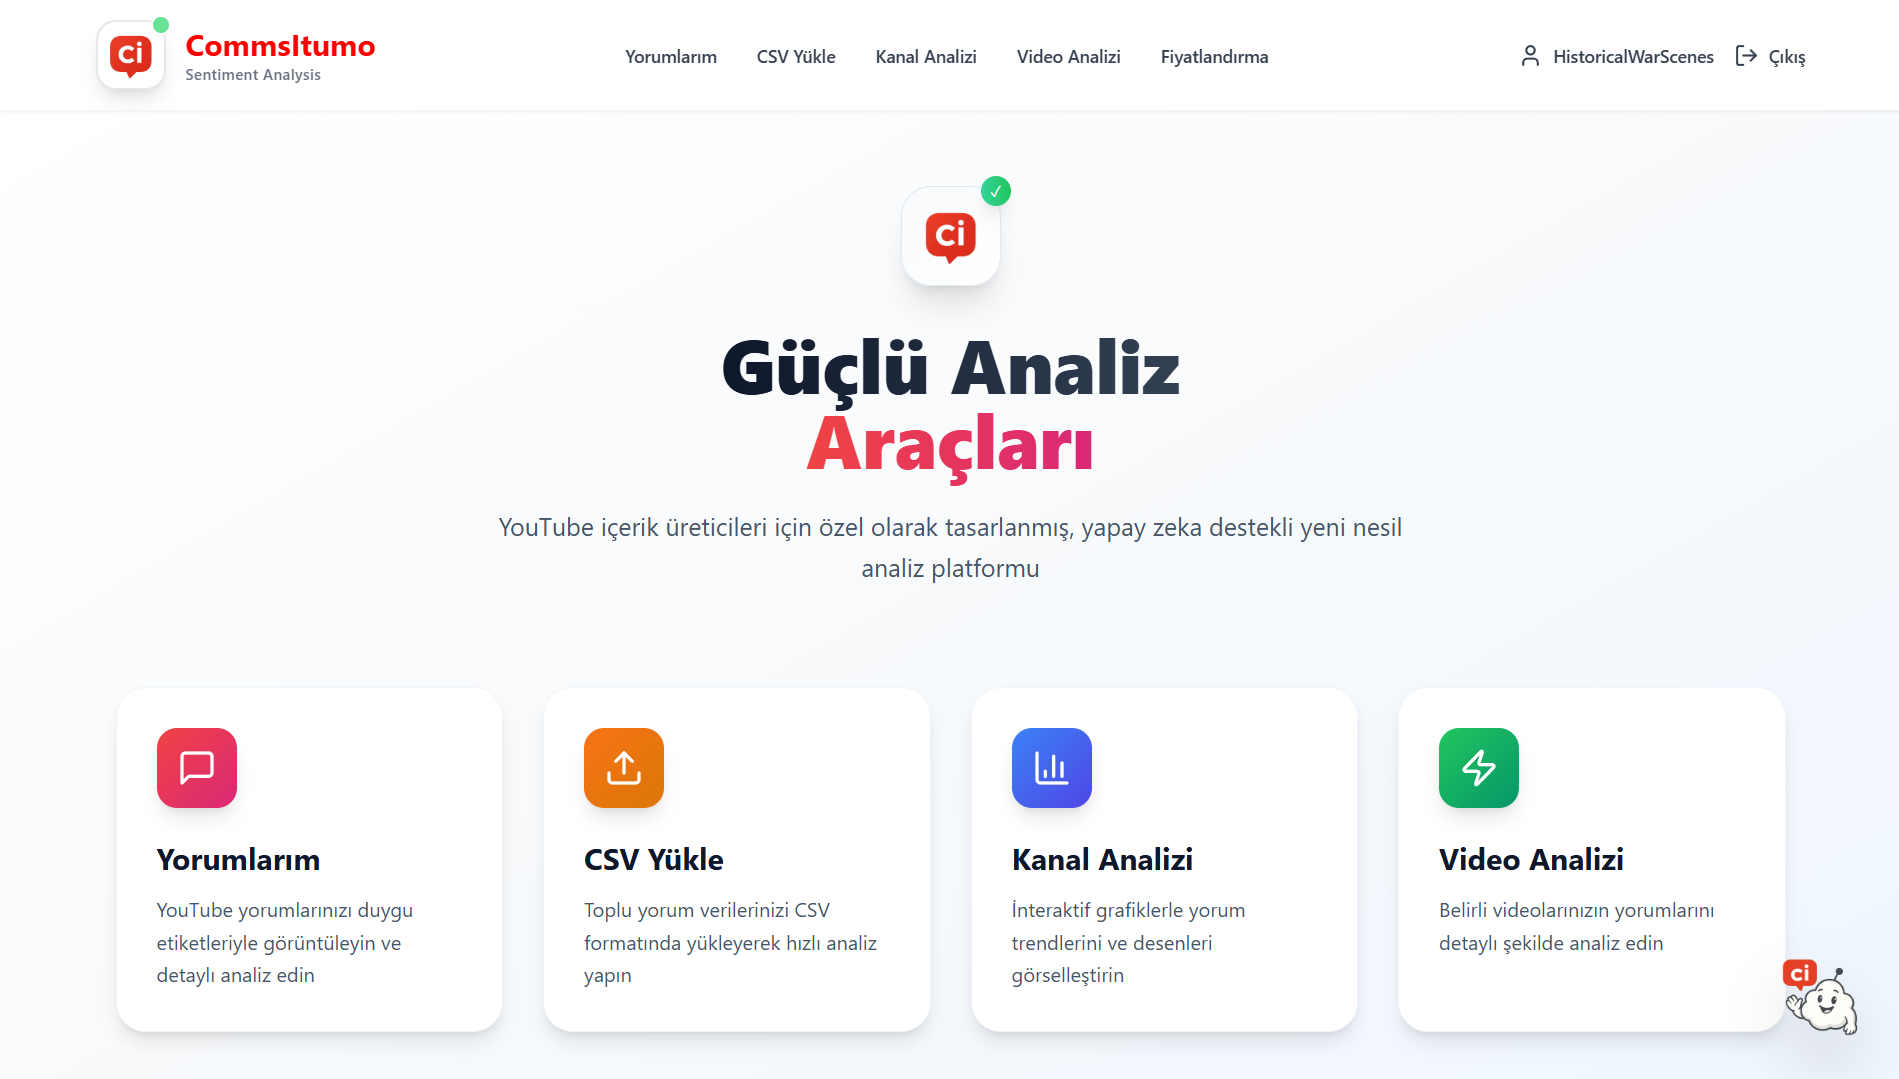 ci
CommsItumo
Sentiment Analysis
Yorumlarım
CSV Yükle
Kanal Analizi
Video Analizi
Fiyatlandırma
HistoricalWarScenes
Çıkış
ci
Güçlü Analiz
Araçları
YouTube içerik üreticileri için özel olarak tasarlanmış, yapay zeka destekli yeni nesil
analiz platformu
Yorumlarım
YouTube yorumlarınızı duygu
etiketleriyle görüntüleyin ve
detaylı analiz edin
CSV Yükle
Toplu yorum verilerinizi CSV
formatında yükleyerek hızlı analiz
yapın
Kanal Analizi
İnteraktif grafiklerle yorum
trendlerini ve desenleri
görselleştirin
Video Analizi
Belirli videolarınızın yorumlarını
detaylı şekilde analiz edin
ci